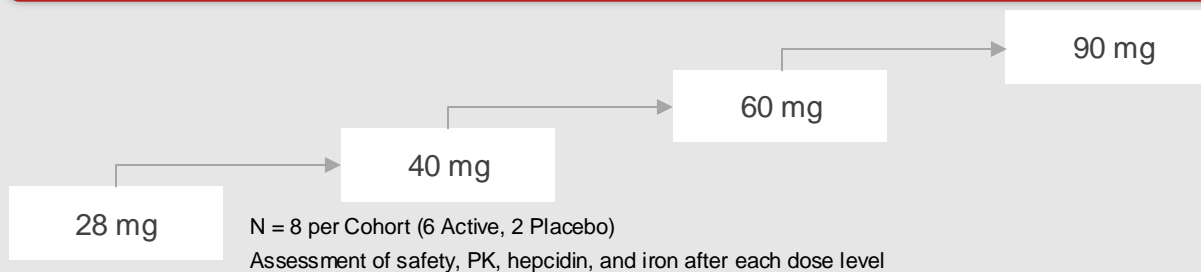 90 mg
60 mg
40 mg
28 mg
N = 8 per Cohort (6 Active, 2 Placebo)
Assessment of safety, PK, hepcidin, and iron after each dose level